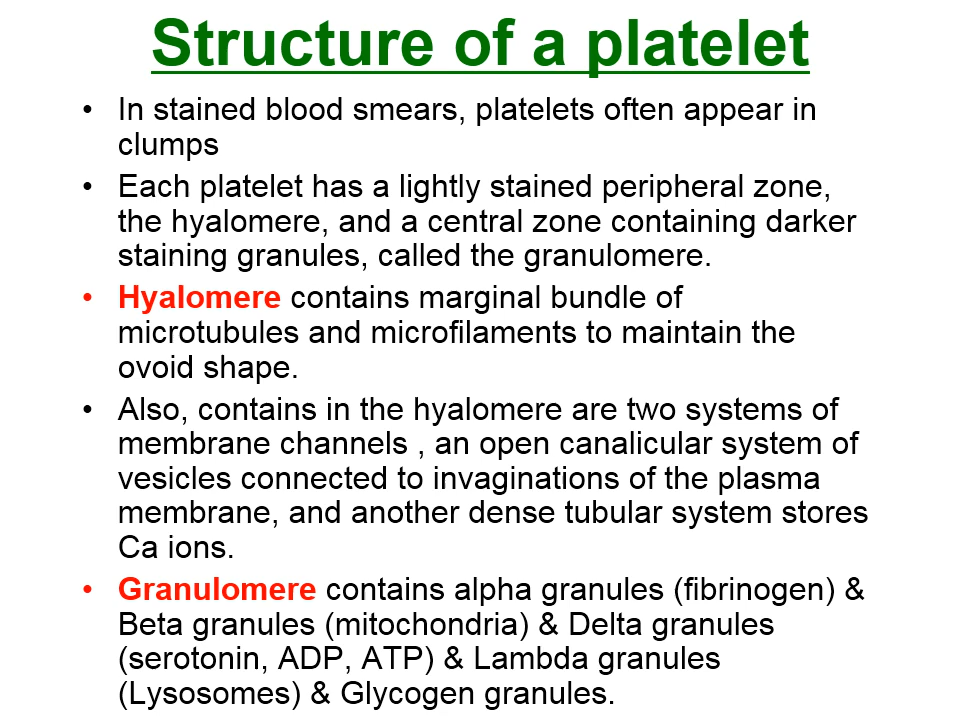 Structure of a platelet
• In stained blood smears, platelets often appear in
clumps
• Each platelet has a lightly stained peripheral zone,
the hyalomere, and a central zone containing darker
staining granules, called the granulomere.
• Hyalomere contains marginal bundle of
microtubules and microfilaments to maintain the
ovoid shape.
• Also, contains in the hyalomere are two systems of
membrane channels , an open canalicular system of
vesicles connected to invaginations of the plasma
membrane, and another dense tubular system stores
Ca ions.
• Granulomere contains alpha granules (fibrinogen) &
Beta granules (mitochondria) & Delta granules
(serotonin, ADP, ATP) & Lambda granules
(Lysosomes) & Glycogen granules.